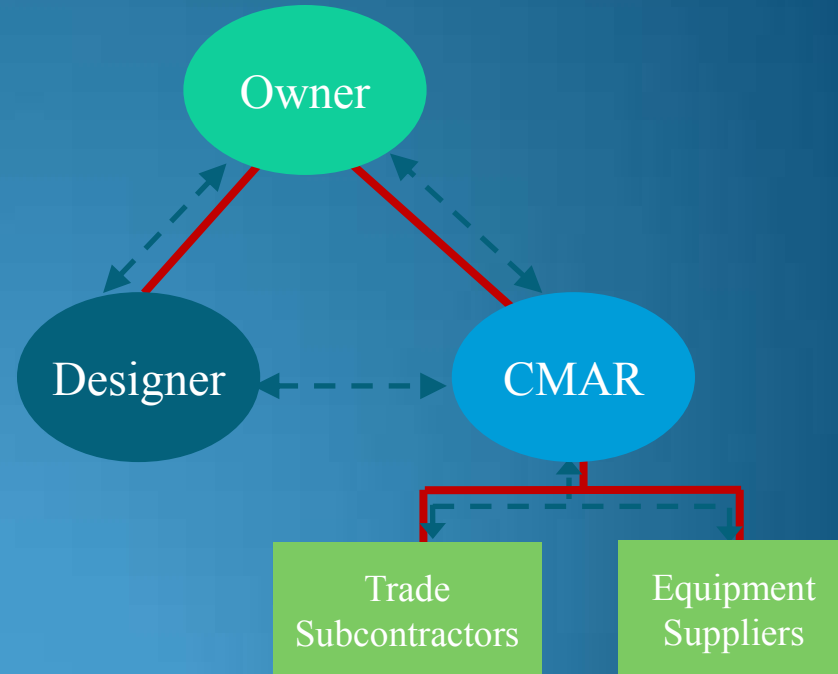 Owner
Designer
CMAR
Trade
Subcontractors
Equipment
Suppliers